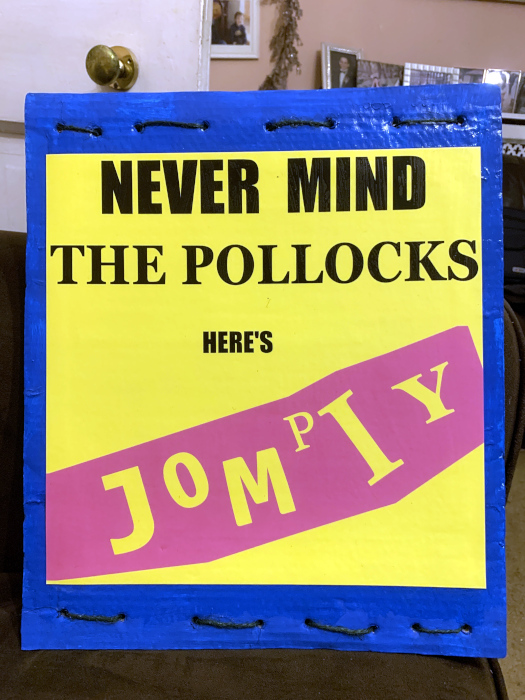 NEVER MIND
THE POLLOCKS
HERE'S
JOMPIY